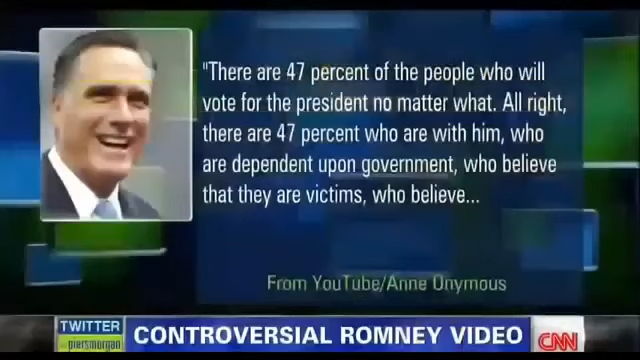 "There are 47 percent of the people who will
vote for the president no matter what. All right,
there are 47 percent who are with him, who
are dependent upon government, who believe
that they are victims, who believe...
From YouTube/Anne Onymous
TWITTER
piersmorgan
CONTROVERSIAL ROMNEY VIDEO
CNN